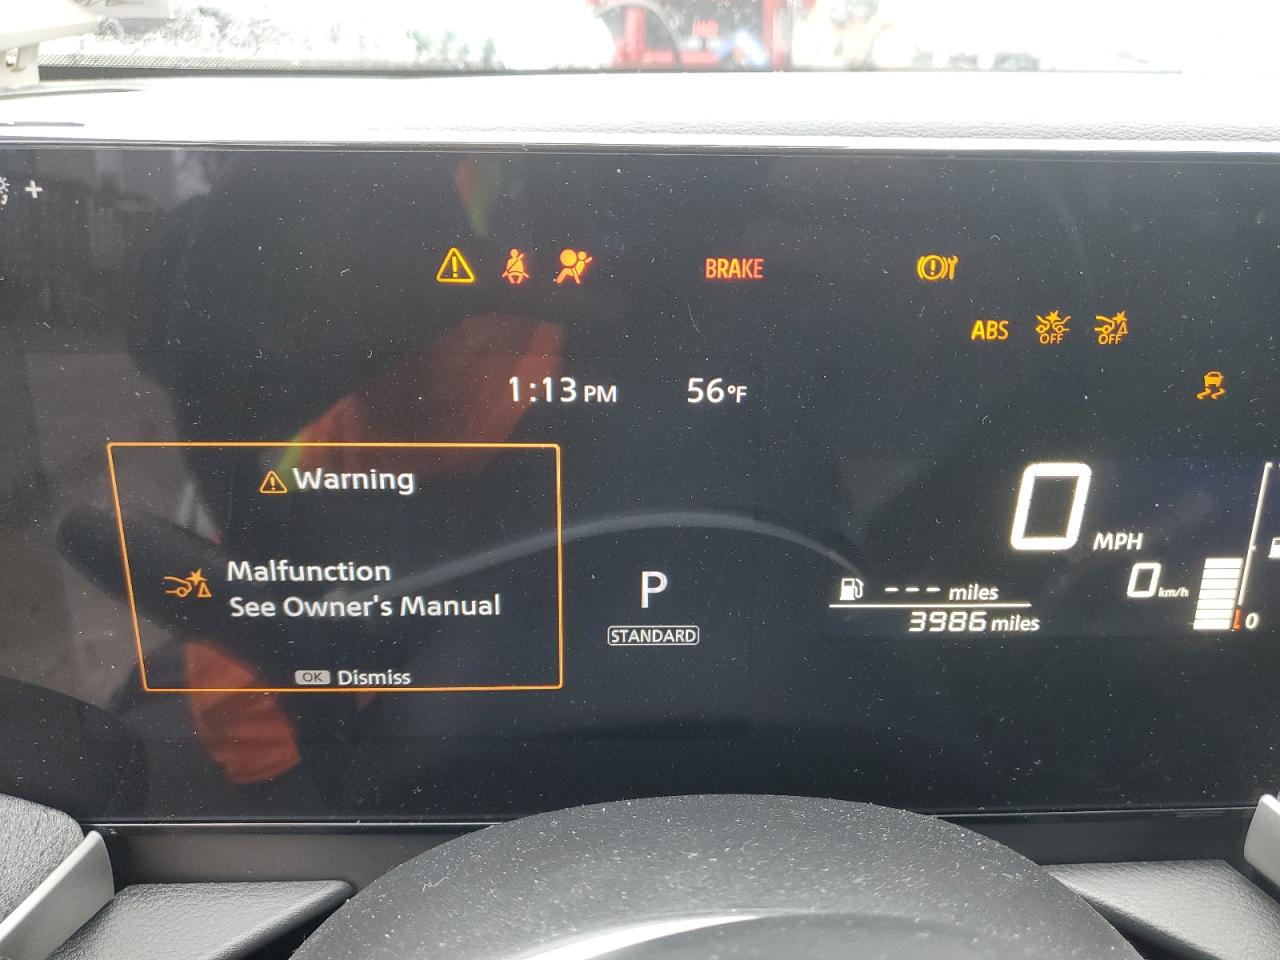 BRAKE
ABS
OFF
OFF
1:13 PM
56°F
Warning
Malfunction
See Owner's Manual
OK Dismiss
P
STANDARD
0 MPH
0 km/h
--- miles
3986 miles
0